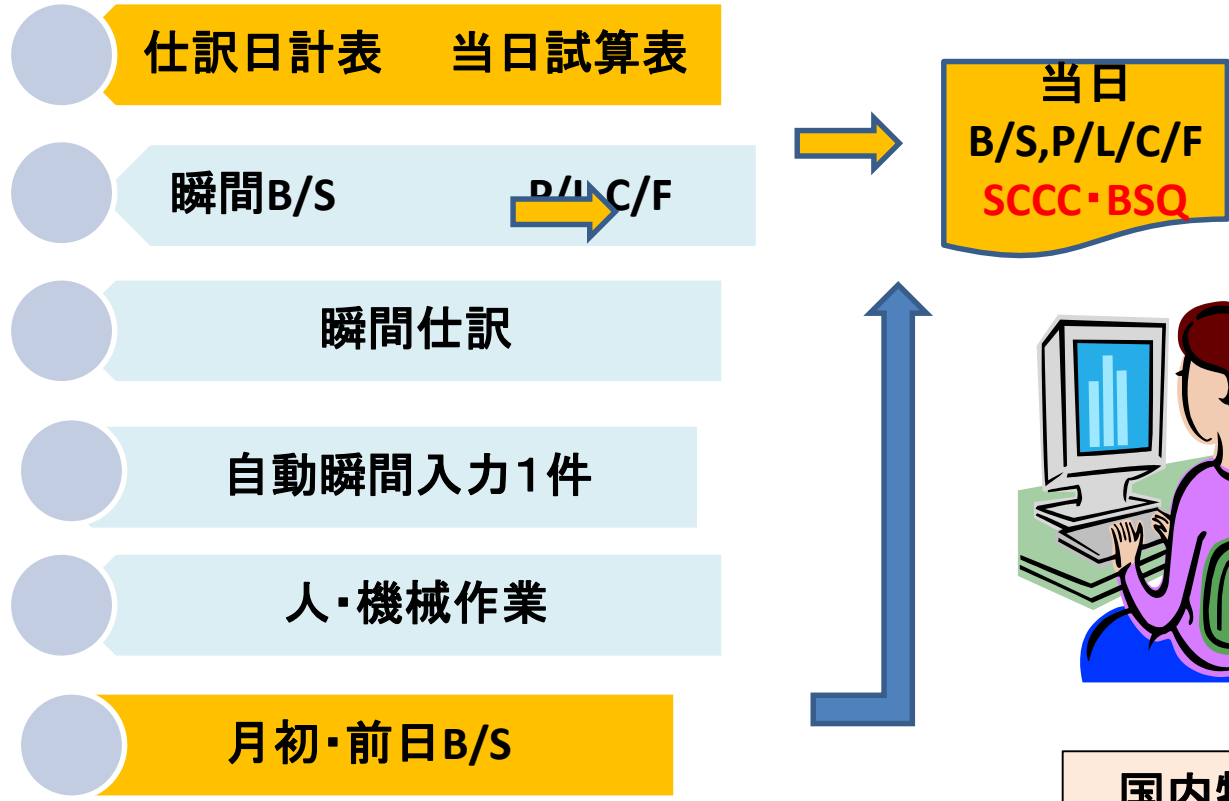 仕訳日計表　当日試算表
瞬間B/S P/L C/F
瞬間仕訳
自動瞬間入力1件
人・機械作業
月初・前日B/S
当日
B/S,P/L/C/F
SCCC・BSQ
国内